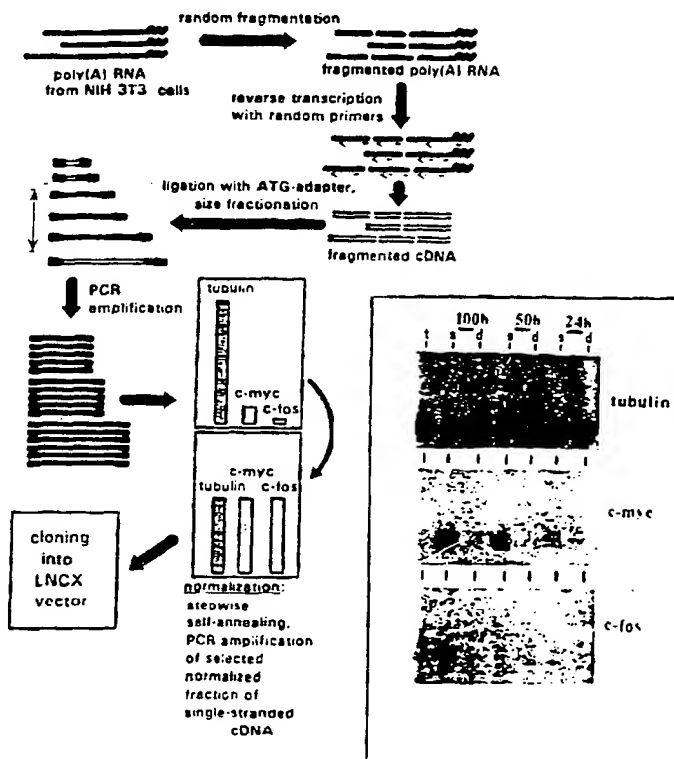 random fragmentation
poly(A) RNA
from NIH 3T3 cells
fragmented poly(A) RNA
reverse transcription
with random primers
ligation with ATG-adapter,
size fractionation
fragmented cDNA
PCR
amplification
tubulin
c-myc
c-fos
c-myc
tubulin c-fos
cloning
into
LNCX
vector
normalization:
stepwise
self-annealing,
PCR amplification
of selected
normalized
fraction of
single-stranded
cDNA
100h 50h 24h
t s d s d s d
tubulin
c-myc
c-fos